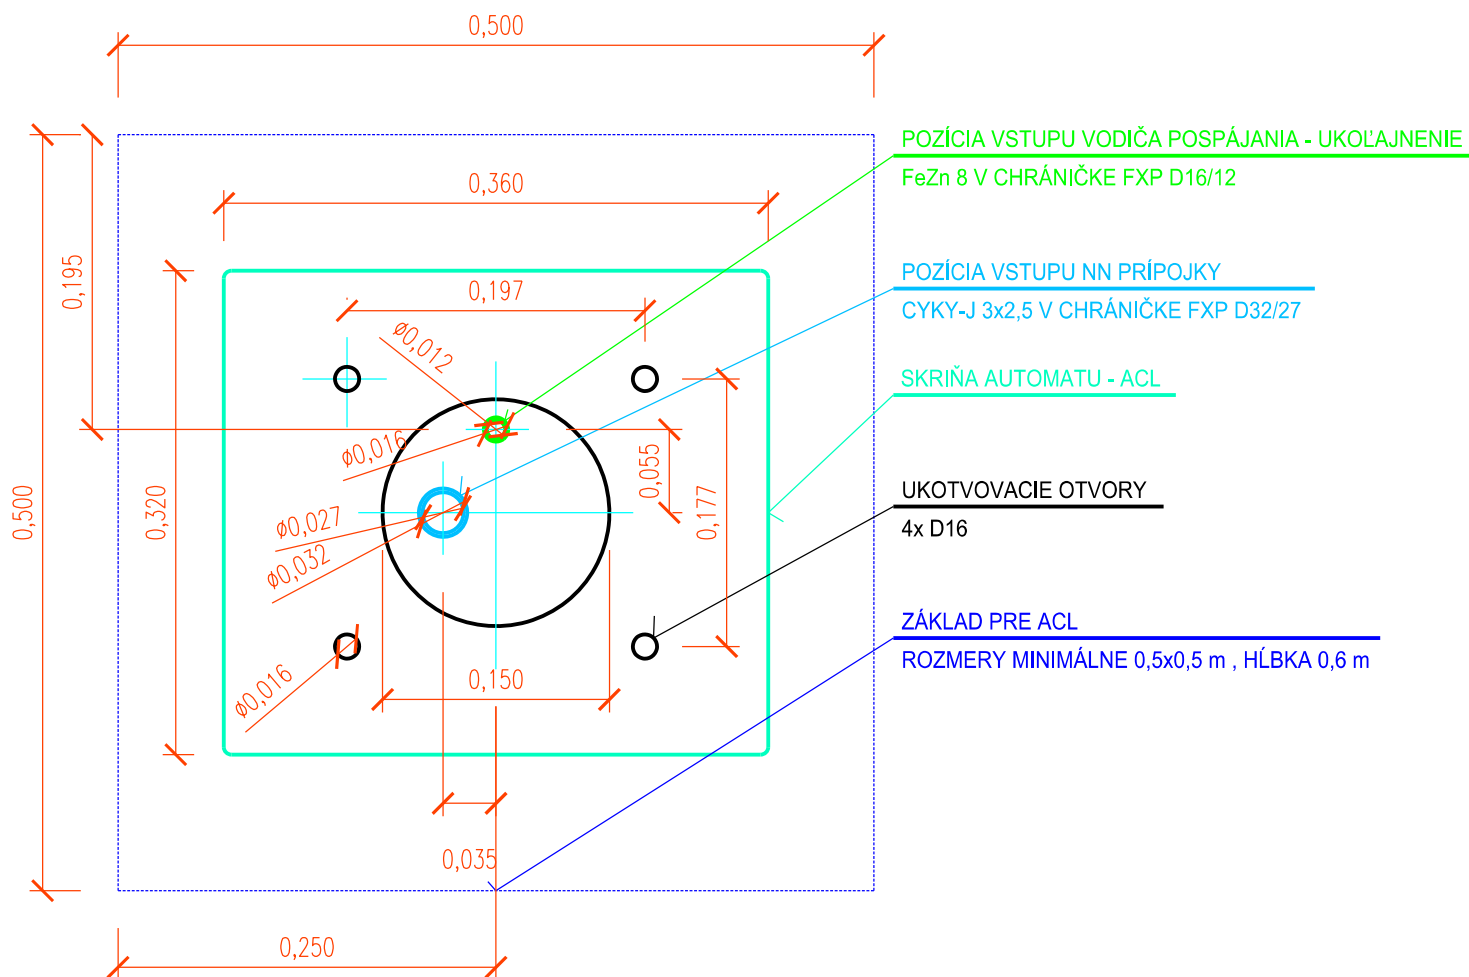 0,500
POZÍCIA VSTUPU VODIČA POSPÁJANIA - UKOĽAJNENIE
FeZn 8 V CHRÁNIČKE FXP D16/12
0,360
0,195
POZÍCIA VSTUPU NN PRÍPOJKY
CYKY-J 3x2,5 V CHRÁNIČKE FXP D32/27
0,197
ø0,012
SKRIŇA AUTOMATU - ACL
ø0,016
0,055
0,177
0,500
0,320
UKOTVOVACIE OTVORY
4x D16
ø0,027
ø0,032
ZÁKLAD PRE ACL
ROZMERY MINIMÁLNE 0,5x0,5 m , HĹBKA 0,6 m
0,150
ø0,016
0,035
0,250